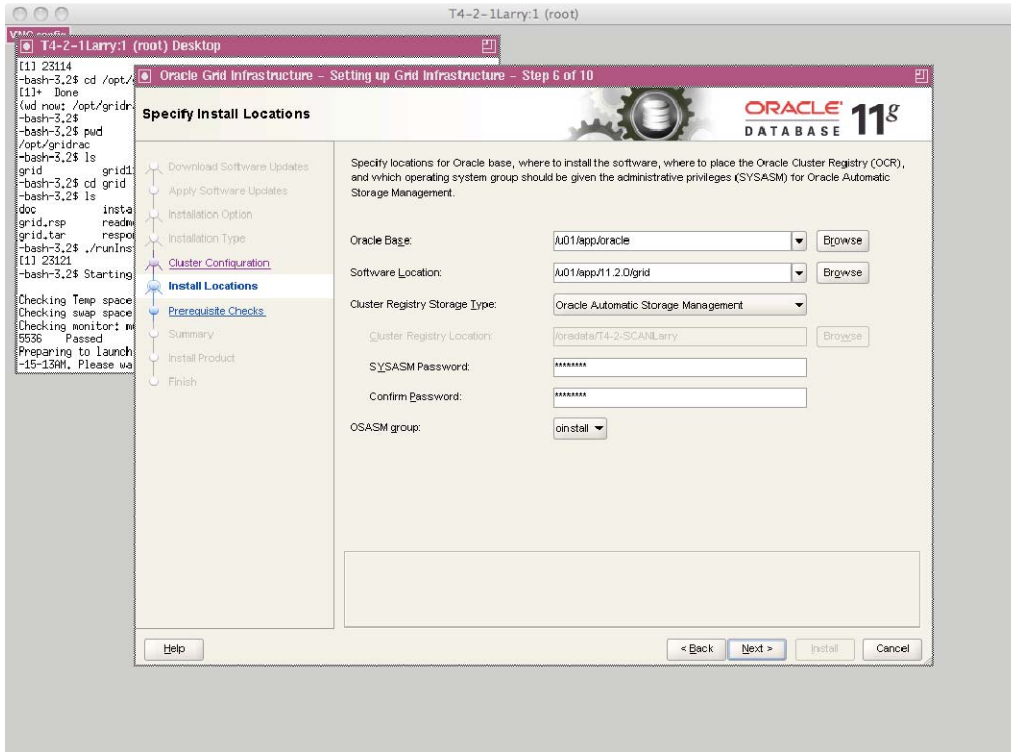 T4-2-1Larry:1 (root)
VNC config
T4-2-1Larry:1 (root) Desktop
[1] 23114
-bash-3.2$ cd /opt/
[1]+ Done
(wd now: /opt/gridr
-bash-3.2$
-bash-3.2$ pwd
/opt/gridrac
-bash-3.2$ ls
grid grid1
-bash-3.2$ cd grid
-bash-3.2$ ls
doc insta
grid.rsp readm
grid.tar respo
-bash-3.2$ ./runIns
[1] 23121
-bash-3.2$ Starting
Checking Temp space
Checking swap space
Checking monitor: m
5536 Passed
Preparing to launch
-15-13AM. Please wa
Oracle Grid Infrastructure - Setting up Grid Infrastructure - Step 6 of 10
Specify Install Locations
ORACLE
DATABASE 11g
Download Software Updates
Apply Software Updates
Installation Option
Installation Type
Cluster Configuration
Install Locations
Prerequisite Checks
Summary
Install Product
Finish
Specify locations for Oracle base, where to install the software, where to place the Oracle Cluster Registry (OCR),
and which operating system group should be given the administrative privileges (SYSASM) for Oracle Automatic
Storage Management.
Oracle Base: /u01/app/oracle Browse
Software Location: /u01/app/11.2.0/grid Browse
Cluster Registry Storage Type: Oracle Automatic Storage Management
Cluster Registry Location: /oradata/T4-2-SCANLarry Browse
SYSASM Password: ********
Confirm Password: ********
OSASM group: oinstall
Help < Back Next > Install Cancel